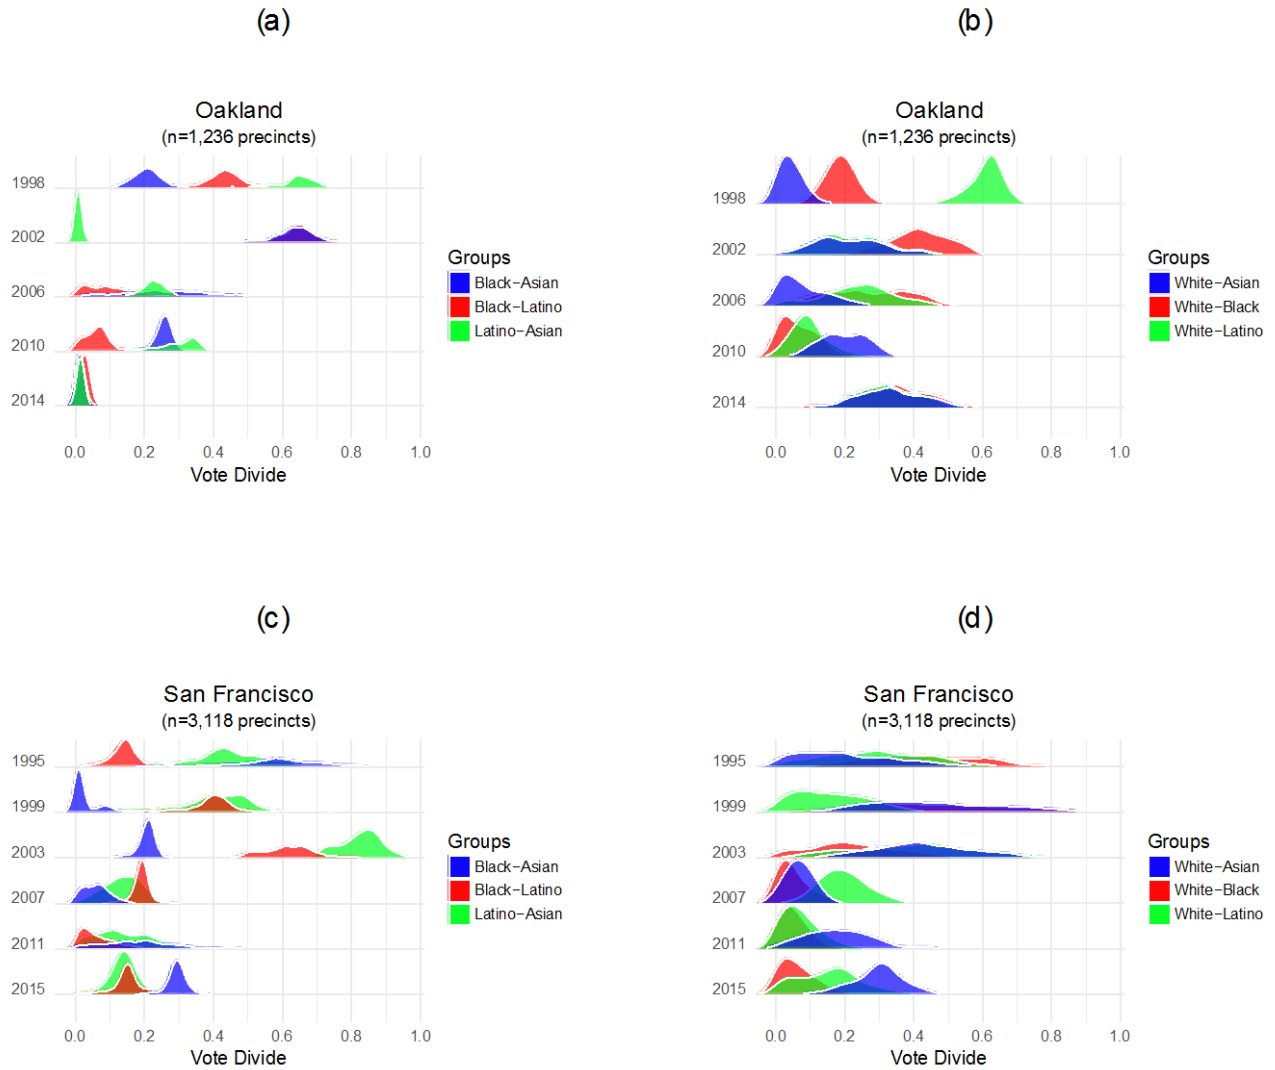 (a)
Oakland
(n=1,236 precincts)
1998
2002
2006
2010
2014
0.0 0.2 0.4 0.6 0.8 1.0
Vote Divide
Groups
Black-Asian
Black-Latino
Latino-Asian
(b)
Oakland
(n=1,236 precincts)
1998
2002
2006
2010
2014
0.0 0.2 0.4 0.6 0.8 1.0
Vote Divide
Groups
White-Asian
White-Black
White-Latino
(c)
San Francisco
(n=3,118 precincts)
1995
1999
2003
2007
2011
2015
0.0 0.2 0.4 0.6 0.8 1.0
Vote Divide
Groups
Black-Asian
Black-Latino
Latino-Asian
(d)
San Francisco
(n=3,118 precincts)
1995
1999
2003
2007
2011
2015
0.0 0.2 0.4 0.6 0.8 1.0
Vote Divide
Groups
White-Asian
White-Black
White-Latino